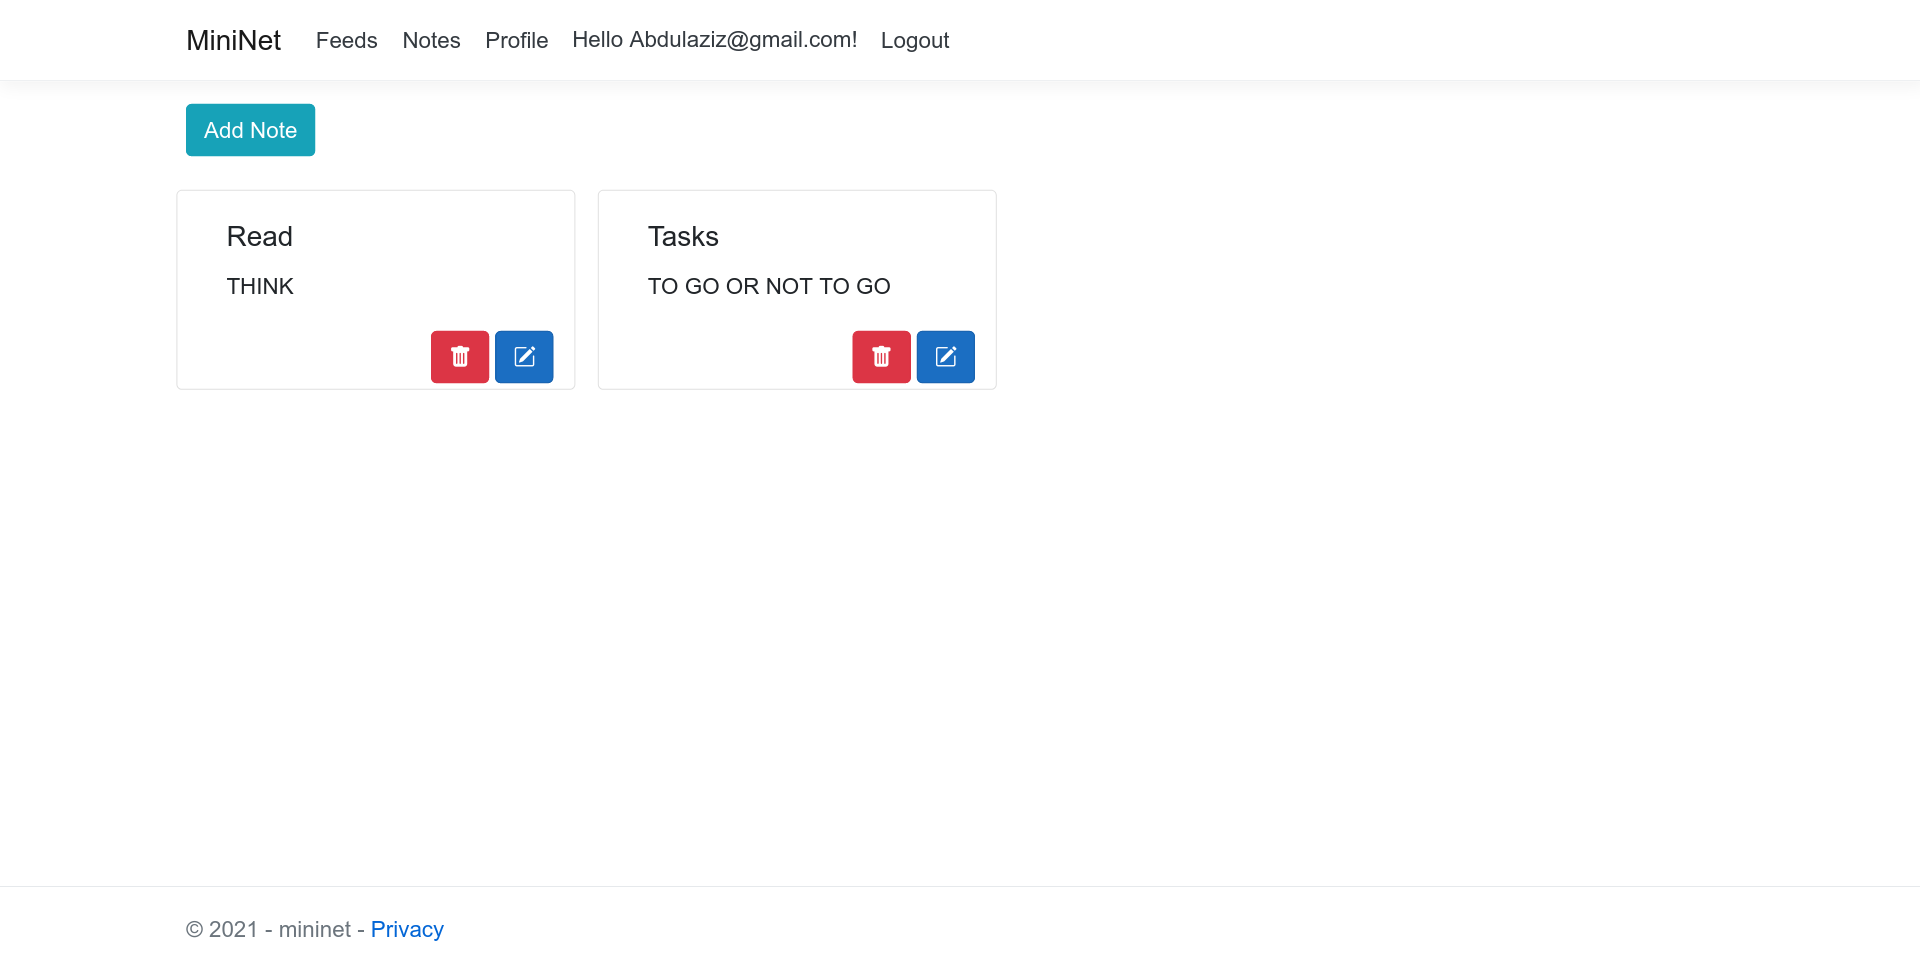 MiniNet Feeds Notes Profile Hello Abdulaziz@gmail.com! Logout
Add Note
Read
THINK
Tasks
TO GO OR NOT TO GO
© 2021 - mininet - Privacy